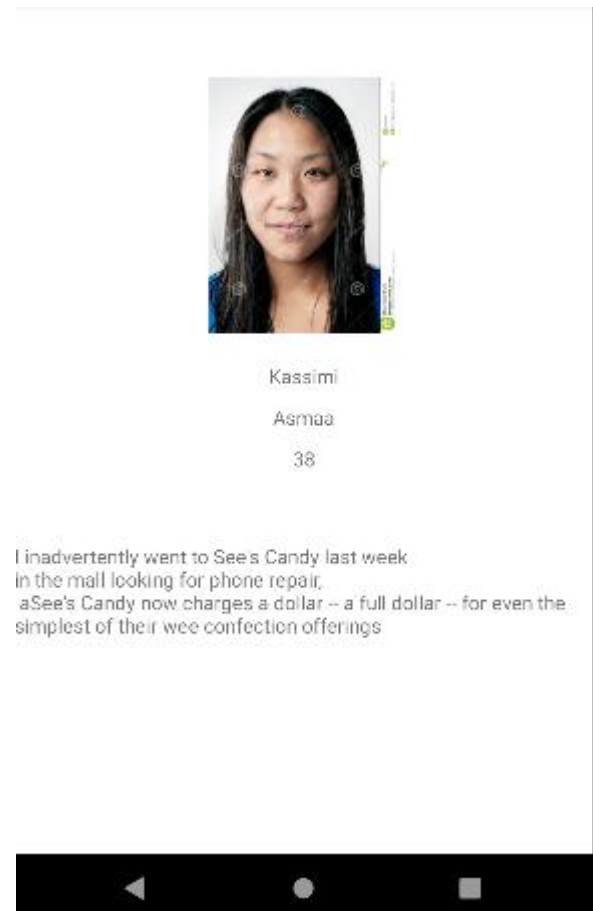 Kassimi
Asmaa
38
I inadvertently went to See's Candy last week
in the mall looking for phone repair,
aSee's Candy now charges a dollar -- a full dollar -- for even the
simplest of their wee confection offerings